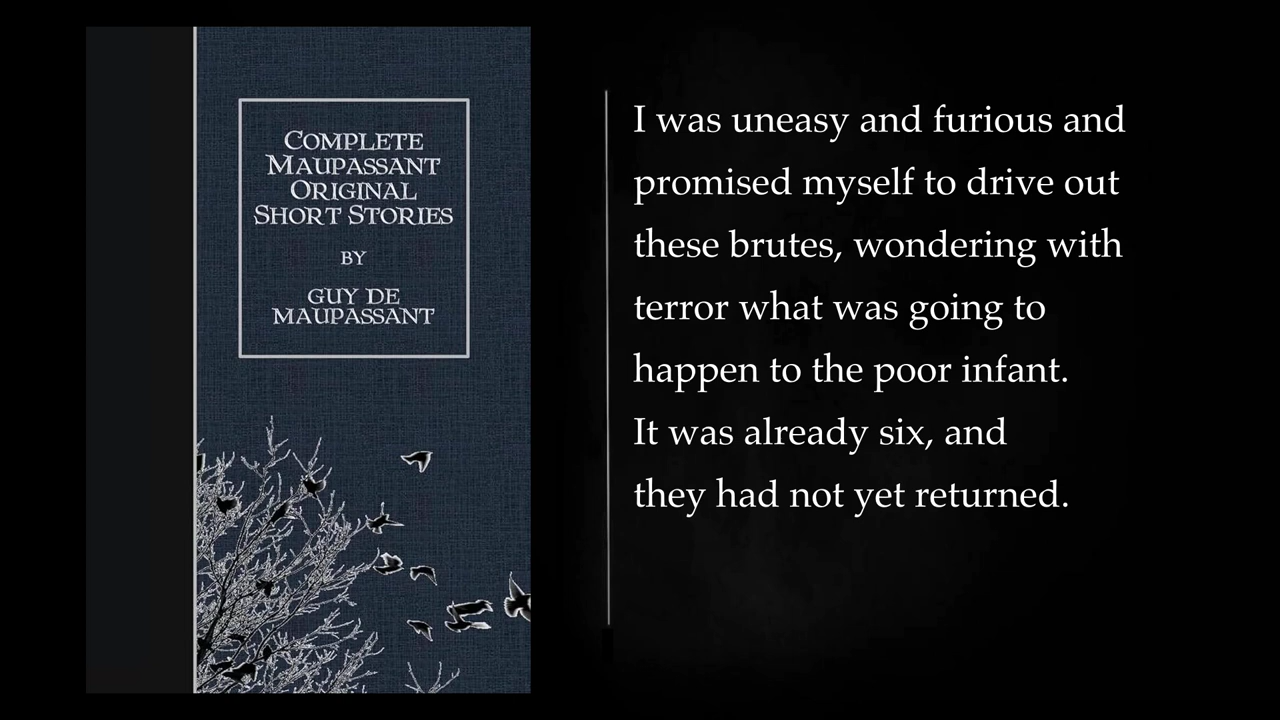 COMPLETE
MAUPASSANT
ORIGINAL
SHORT STORIES
BY
GUY DE
MAUPASSANT
I was uneasy and furious and
promised myself to drive out
these brutes, wondering with
terror what was going to
happen to the poor infant.
It was already six, and
they had not yet returned.